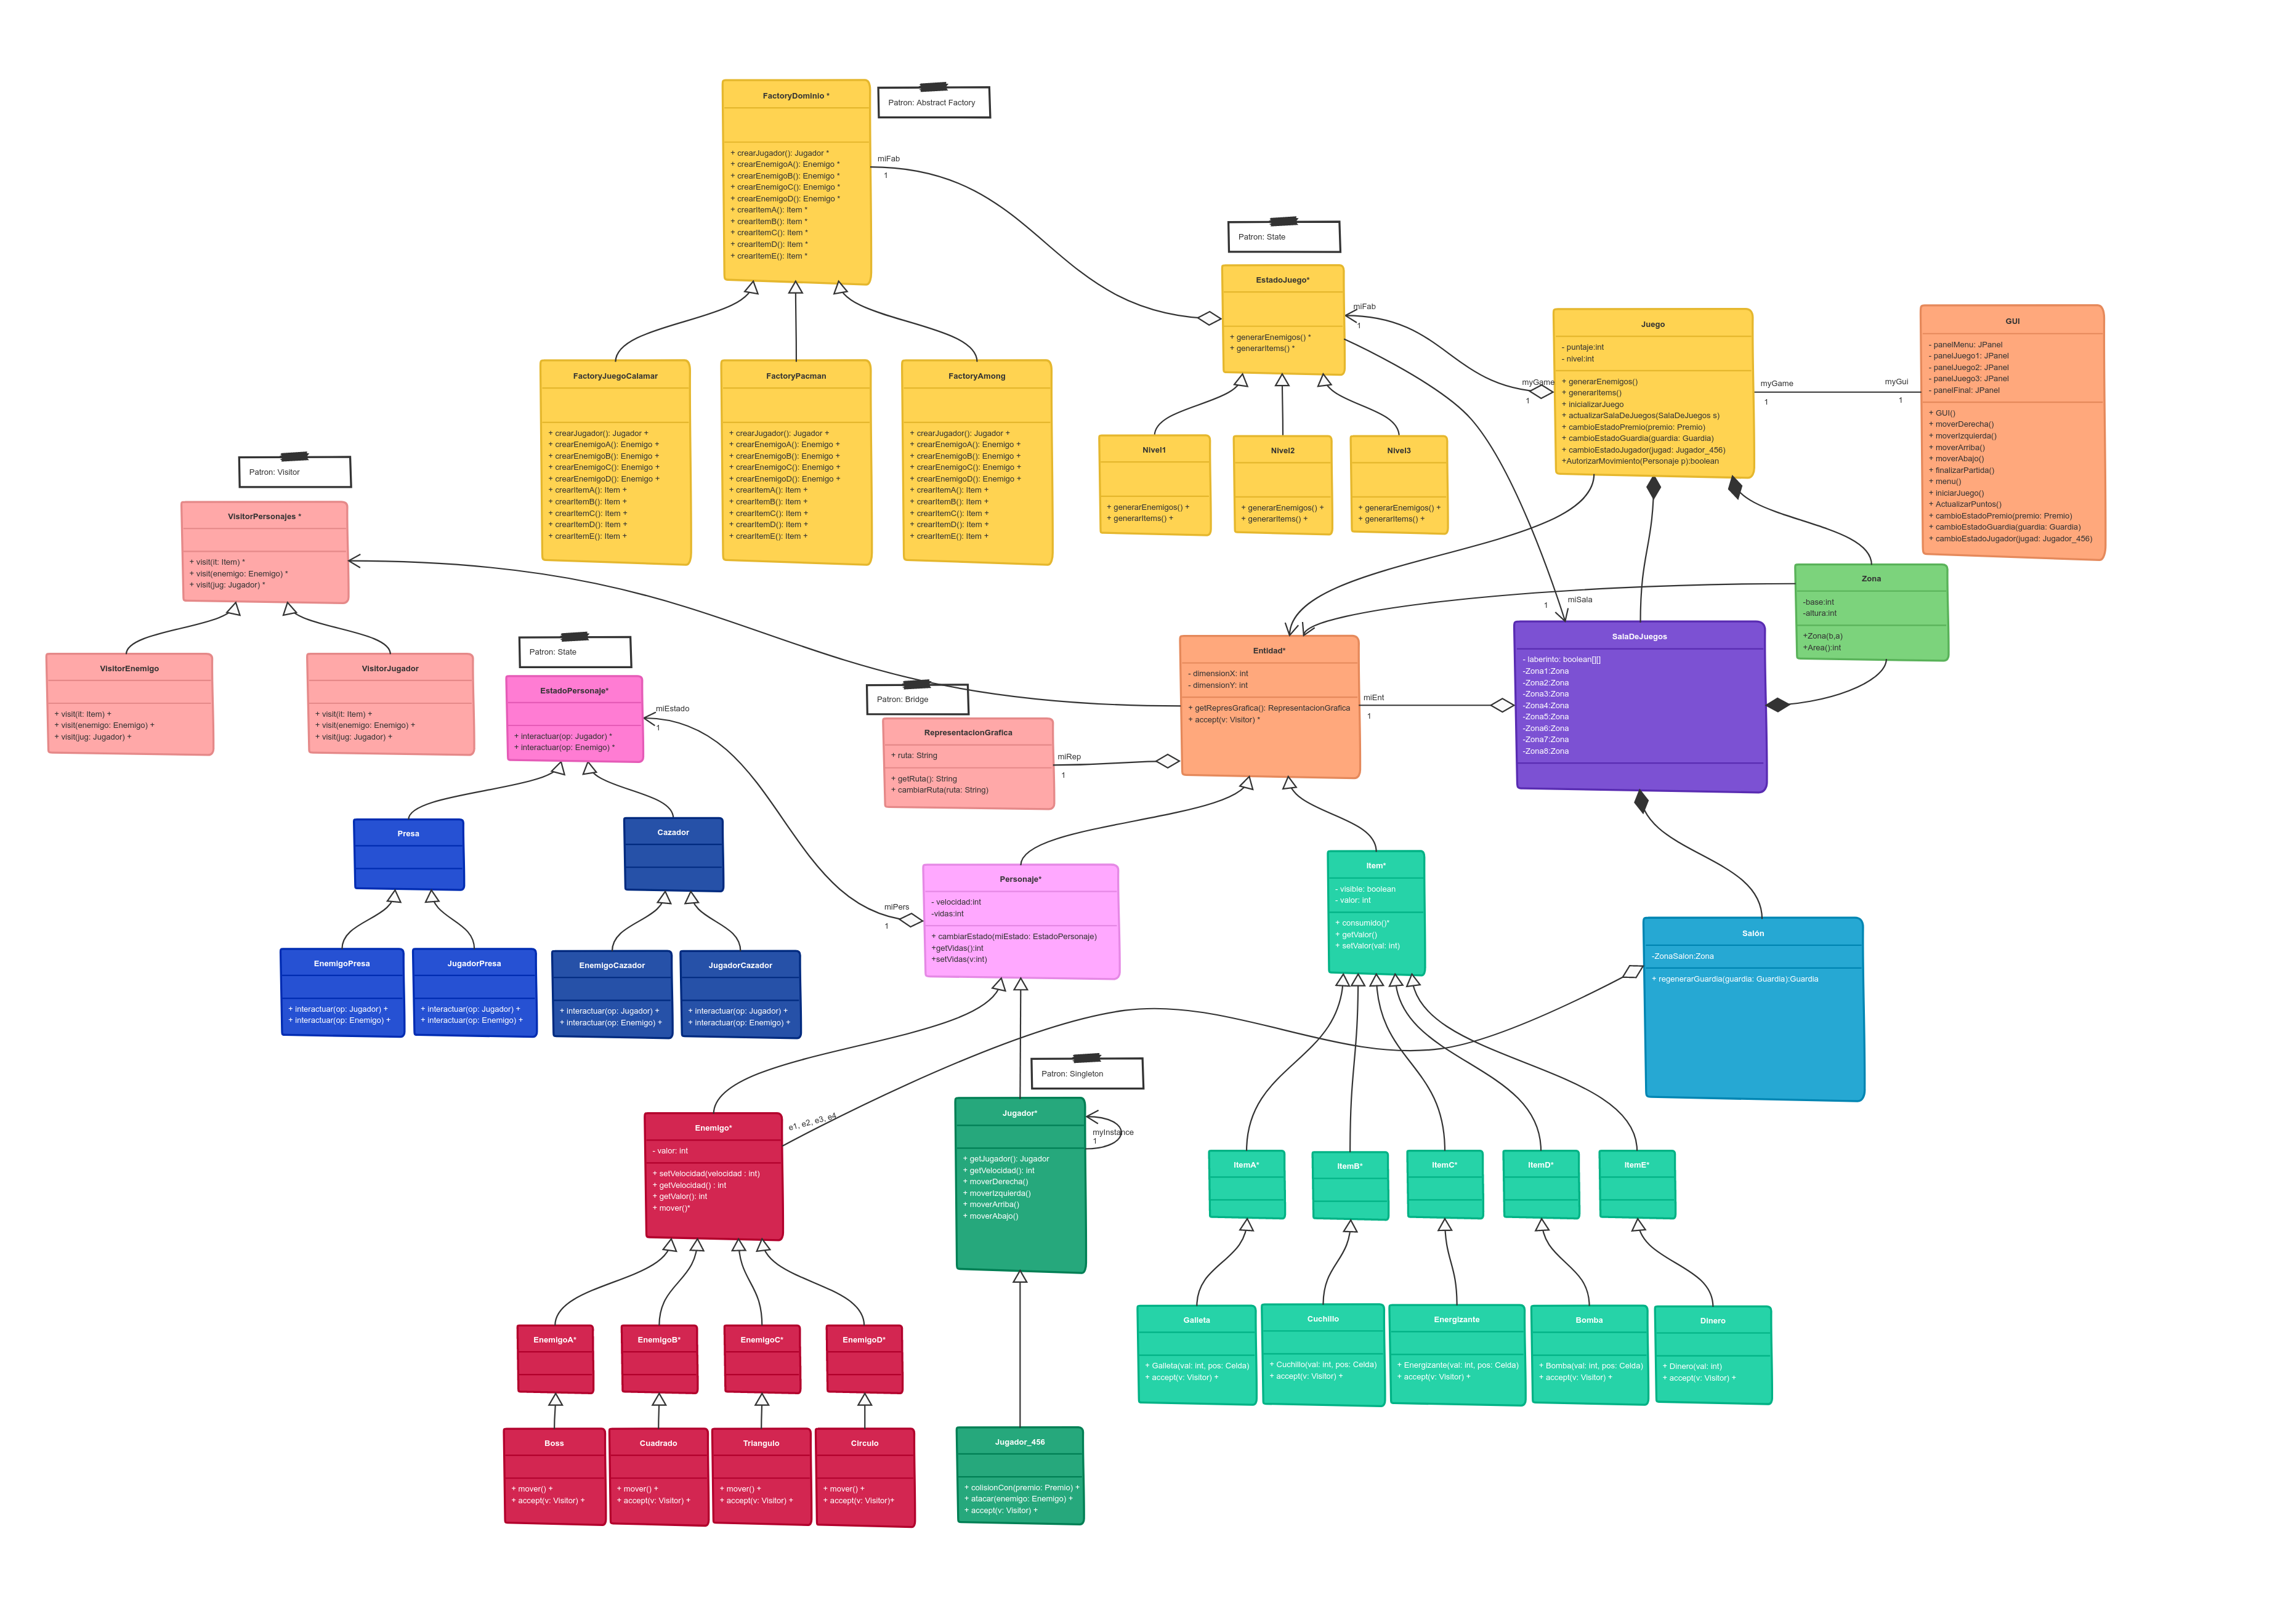 FactoryDominio *
+ crearJugador(): Jugador *
+ crearEnemigoA(): Enemigo *
+ crearEnemigoB(): Enemigo *
+ crearEnemigoC(): Enemigo *
+ crearEnemigoD(): Enemigo *
+ crearItemA(): Item *
+ crearItemB(): Item *
+ crearItemC(): Item *
+ crearItemD(): Item *
+ crearItemE(): Item *
Patron: Abstract Factory
miFab
1
Patron: State
EstadoJuego*
+ generarEnemigos() *
+ generarItems() *
miFab
1
myGame
1
Juego
- puntaje:int
- nivel:int
+ generarEnemigos()
+ generarItems()
+ inicializarJuego
+ actualizarSalaDeJuegos(SalaDeJuegos s)
+ cambioEstadoPremio(premio: Premio)
+ cambioEstadoGuardia(guardia: Guardia)
+ cambioEstadoJugador(jugad: Jugador_456)
+AutorizarMovimiento(Personaje p):boolean
myGame
1
myGui
1
GUI
- panelMenu: JPanel
- panelJuego1: JPanel
- panelJuego2: JPanel
- panelJuego3: JPanel
- panelFinal: JPanel
+ GUI()
+ moverDerecha()
+ moverIzquierda()
+ moverArriba()
+ moverAbajo()
+ finalizarPartida()
+ menu()
+ iniciarJuego()
+ ActualizarPuntos()
+ cambioEstadoPremio(premio: Premio)
+ cambioEstadoGuardia(guardia: Guardia)
+ cambioEstadoJugador(jugad: Jugador_456)
FactoryJuegoCalamar
+ crearJugador(): Jugador +
+ crearEnemigoA(): Enemigo +
+ crearEnemigoB(): Enemigo +
+ crearEnemigoC(): Enemigo +
+ crearEnemigoD(): Enemigo +
+ crearItemA(): Item +
+ crearItemB(): Item +
+ crearItemC(): Item +
+ crearItemD(): Item +
+ crearItemE(): Item +
FactoryPacman
+ crearJugador(): Jugador +
+ crearEnemigoA(): Enemigo +
+ crearEnemigoB(): Enemigo +
+ crearEnemigoC(): Enemigo +
+ crearEnemigoD(): Enemigo +
+ crearItemA(): Item +
+ crearItemB(): Item +
+ crearItemC(): Item +
+ crearItemD(): Item +
+ crearItemE(): Item +
FactoryAmong
+ crearJugador(): Jugador +
+ crearEnemigoA(): Enemigo +
+ crearEnemigoB(): Enemigo +
+ crearEnemigoC(): Enemigo +
+ crearEnemigoD(): Enemigo +
+ crearItemA(): Item +
+ crearItemB(): Item +
+ crearItemC(): Item +
+ crearItemD(): Item +
+ crearItemE(): Item +
Nivel1
+ generarEnemigos() +
+ generarItems() +
Nivel2
+ generarEnemigos() +
+ generarItems() +
Nivel3
+ generarEnemigos() +
+ generarItems() +
Patron: Visitor
VisitorPersonajes *
+ visit(it: Item) *
+ visit(enemigo: Enemigo) *
+ visit(jug: Jugador) *
VisitorEnemigo
+ visit(it: Item) +
+ visit(enemigo: Enemigo) +
+ visit(jug: Jugador) +
VisitorJugador
+ visit(it: Item) +
+ visit(enemigo: Enemigo) +
+ visit(jug: Jugador) +
Patron: State
EstadoPersonaje*
+ interactuar(op: Jugador) *
+ interactuar(op: Enemigo) *
miEstado
1
Patron: Bridge
RepresentacionGrafica
+ ruta: String
+ getRuta(): String
+ cambiarRuta(ruta: String)
miRep
1
Entidad*
- dimensionX: int
- dimensionY: int
+ getRepresGrafica(): RepresentacionGrafica
+ accept(v: Visitor) *
miEnt
1
miSala
1
SalaDeJuegos
- laberinto: boolean[][]
-Zona1:Zona
-Zona2:Zona
-Zona3:Zona
-Zona4:Zona
-Zona5:Zona
-Zona6:Zona
-Zona7:Zona
-Zona8:Zona
Zona
-base:int
-altura:int
+Zona(b,a)
+Area():int
Presa
Cazador
EnemigoPresa
+ interactuar(op: Jugador) +
+ interactuar(op: Enemigo) +
JugadorPresa
+ interactuar(op: Jugador) +
+ interactuar(op: Enemigo) +
EnemigoCazador
+ interactuar(op: Jugador) +
+ interactuar(op: Enemigo) +
JugadorCazador
+ interactuar(op: Jugador) +
+ interactuar(op: Enemigo) +
miPers
1
Personaje*
- velocidad:int
-vidas:int
+ cambiarEstado(miEstado: EstadoPersonaje)
+getVidas():int
+setVidas(v:int)
Item*
- visible: boolean
- valor: int
+ consumido()*
+ getValor()
+ setValor(val: int)
Salón
-ZonaSalon:Zona
+ regenerarGuardia(guardia: Guardia):Guardia
Patron: Singleton
Enemigo*
- valor: int
+ setVelocidad(velocidad : int)
+ getVelocidad() : int
+ getValor(): int
+ mover()*
e1, e2, e3, e4
Jugador*
+ getJugador(): Jugador
+ getVelocidad(): int
+ moverDerecha()
+ moverIzquierda()
+ moverArriba()
+ moverAbajo()
myInstance
1
ItemA*
ItemB*
ItemC*
ItemD*
ItemE*
EnemigoA*
EnemigoB*
EnemigoC*
EnemigoD*
Galleta
+ Galleta(val: int, pos: Celda)
+ accept(v: Visitor) +
Cuchillo
+ Cuchillo(val: int, pos: Celda)
+ accept(v: Visitor) +
Energizante
+ Energizante(val: int, pos: Celda)
+ accept(v: Visitor) +
Bomba
+ Bomba(val: int, pos: Celda)
+ accept(v: Visitor) +
Dinero
+ Dinero(val: int)
+ accept(v: Visitor) +
Boss
+ mover() +
+ accept(v: Visitor) +
Cuadrado
+ mover() +
+ accept(v: Visitor) +
Triangulo
+ mover() +
+ accept(v: Visitor) +
Circulo
+ mover() +
+ accept(v: Visitor)+
Jugador_456
+ colisionCon(premio: Premio) +
+ atacar(enemigo: Enemigo) +
+ accept(v: Visitor) +